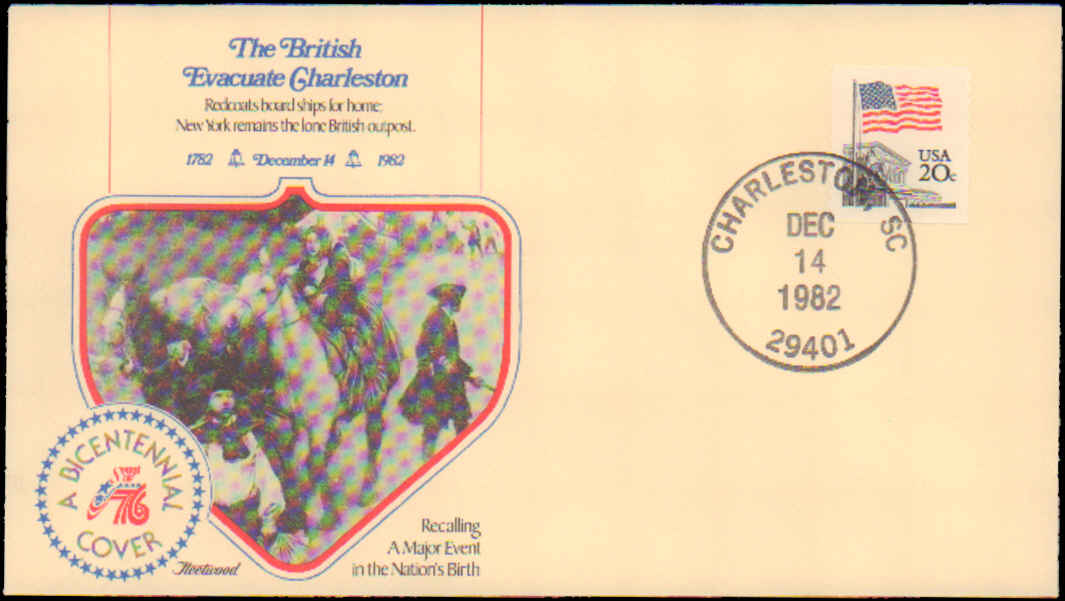 The British
Evacuate Charleston
Redcoats board ships for home;
New York remains the lone British outpost.
1782 December 14 1982
USA
20c
CHARLESTON, SC
DEC
14
1982
29401
A BICENTENNIAL
76
COVER
Fleetwood
Recalling
A Major Event
in the Nation's Birth